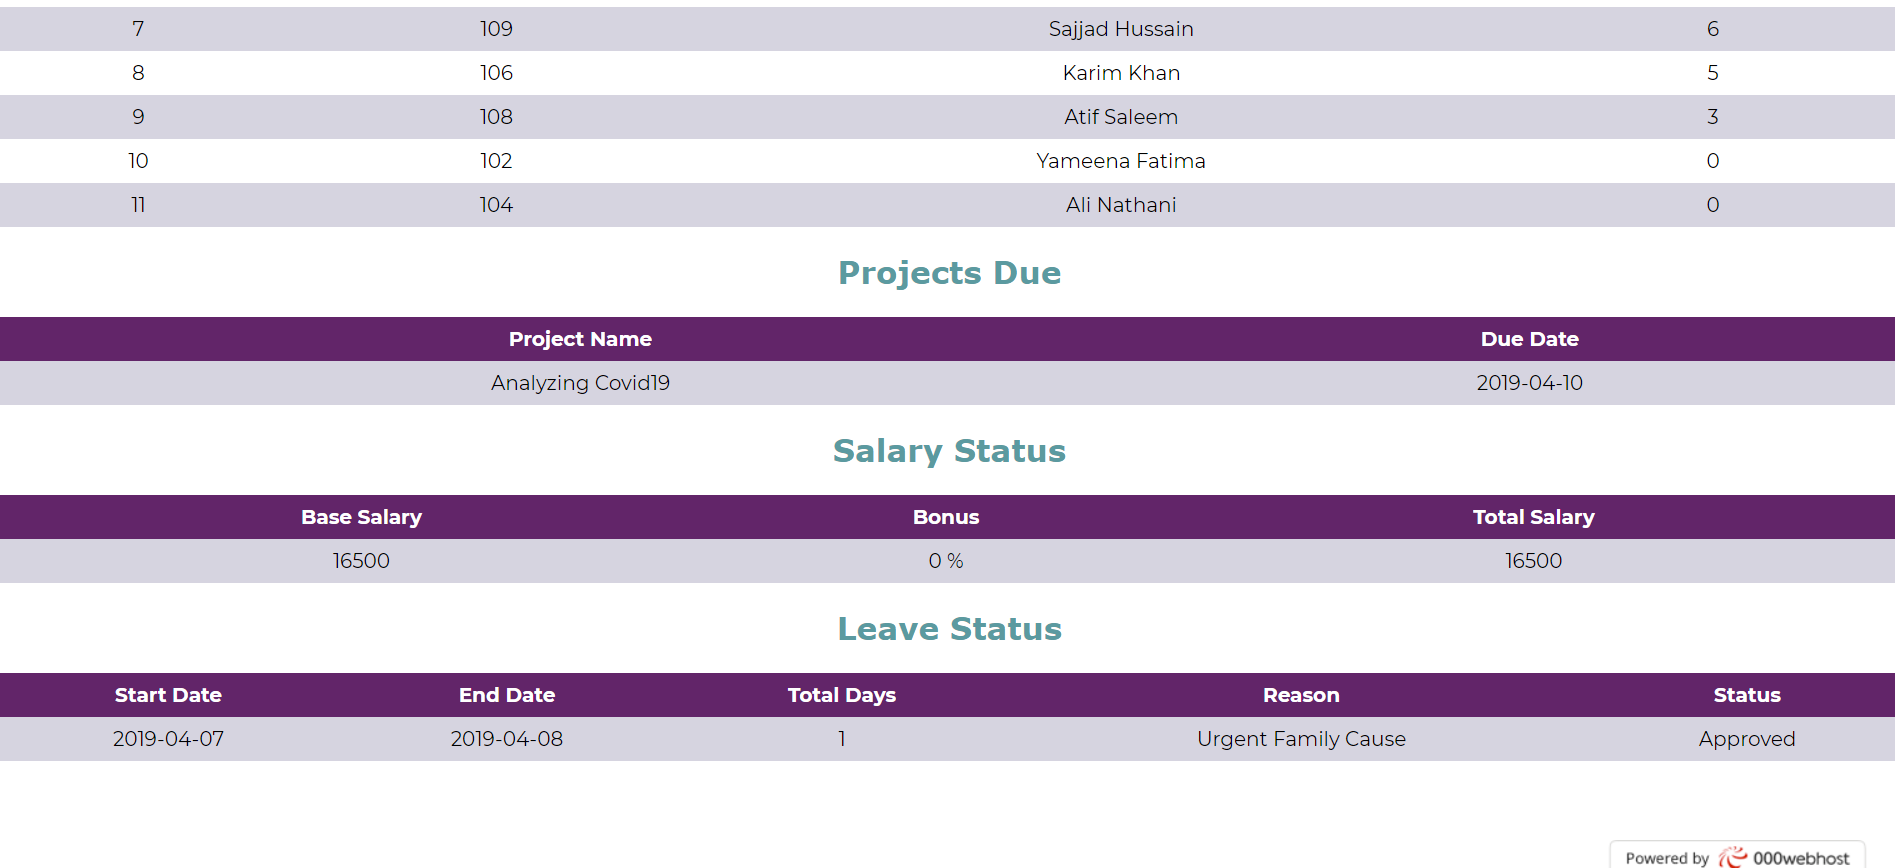 7 109 Sajjad Hussain 6
8 106 Karim Khan 5
9 108 Atif Saleem 3
10 102 Yameena Fatima 0
11 104 Ali Nathani 0
Projects Due
Project Name Due Date
Analyzing Covid19 2019-04-10
Salary Status
Base Salary Bonus Total Salary
16500 0 % 16500
Leave Status
Start Date End Date Total Days Reason Status
2019-04-07 2019-04-08 1 Urgent Family Cause Approved
Powered by 000webhost